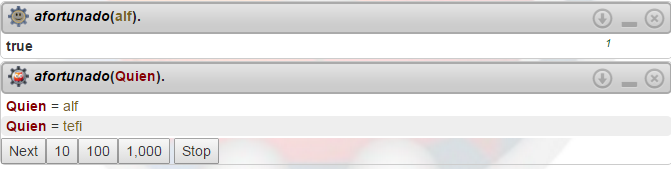 afortunado(alf).
true 1
afortunado(Quien).
Quien = alf
Quien = tefi
Next 10 100 1,000 Stop